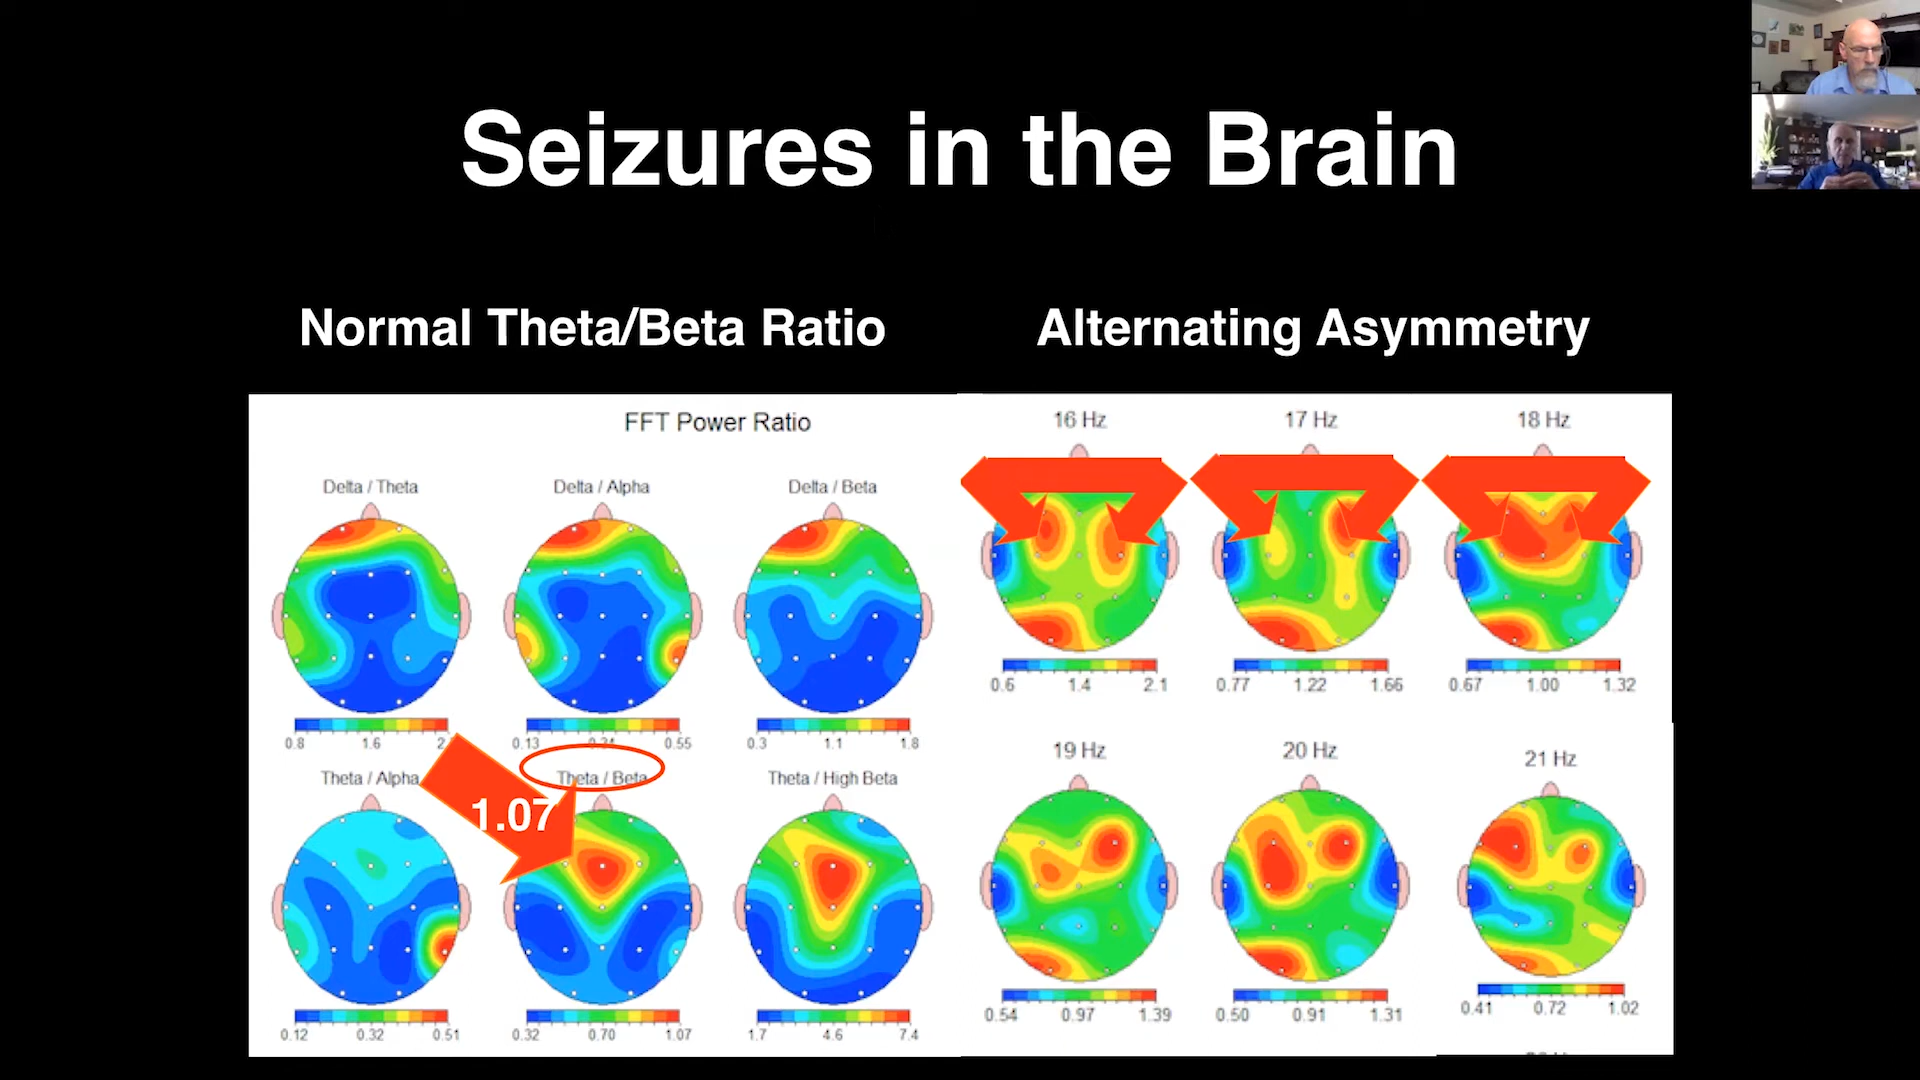 Seizures in the Brain
Normal Theta/Beta Ratio
Alternating Asymmetry
FFT Power Ratio
Delta / Theta
Delta / Alpha
Delta / Beta
0.8 1.6
0.13 0.34 0.55
0.3 1.1 1.8
Theta / Alpha
Theta / Beta
Theta / High Beta
1.07
0.12 0.32 0.51
0.32 0.70 1.07
1.7 4.6 7.4
16 Hz
17 Hz
18 Hz
0.6 1.4 2.1
0.77 1.22 1.66
0.67 1.00 1.32
19 Hz
20 Hz
21 Hz
0.54 0.97 1.39
0.50 0.91 1.31
0.41 0.72 1.02